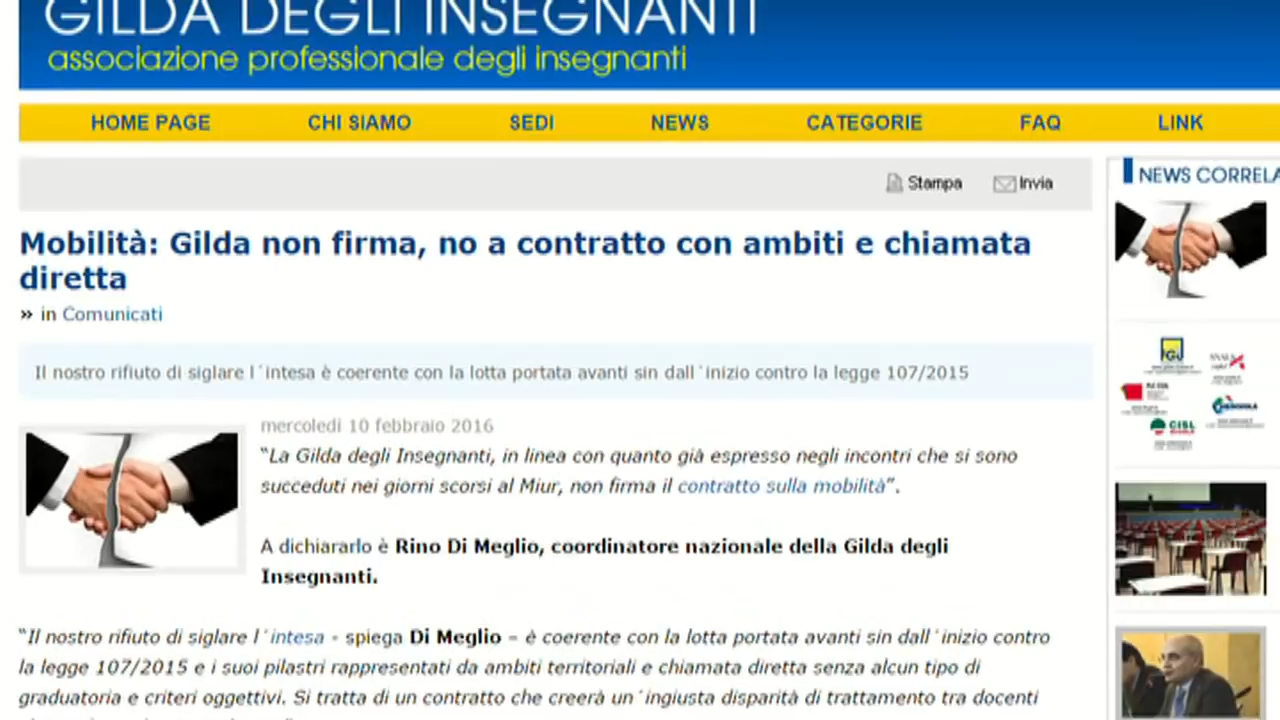 GILDA DEGLI INSEGNANTI
associazione professionale degli insegnanti
HOME PAGE CHI SIAMO SEDI NEWS CATEGORIE FAQ LINK
Stampa Invia
NEWS CORRELA
Mobilità: Gilda non firma, no a contratto con ambiti e chiamata
diretta
» in Comunicati
Il nostro rifiuto di siglare l´intesa è coerente con la lotta portata avanti sin dall´inizio contro la legge 107/2015
mercoledì 10 febbraio 2016
“La Gilda degli Insegnanti, in linea con quanto già espresso negli incontri che si sono
succeduti nei giorni scorsi al Miur, non firma il contratto sulla mobilità”.
A dichiararlo è Rino Di Meglio, coordinatore nazionale della Gilda degli
Insegnanti.
“Il nostro rifiuto di siglare l´intesa - spiega Di Meglio – è coerente con la lotta portata avanti sin dall´inizio contro
la legge 107/2015 e i suoi pilastri rappresentati da ambiti territoriali e chiamata diretta senza alcun tipo di
graduatoria e criteri oggettivi. Si tratta di un contratto che creerà un´ingiusta disparità di trattamento tra docenti
CISL